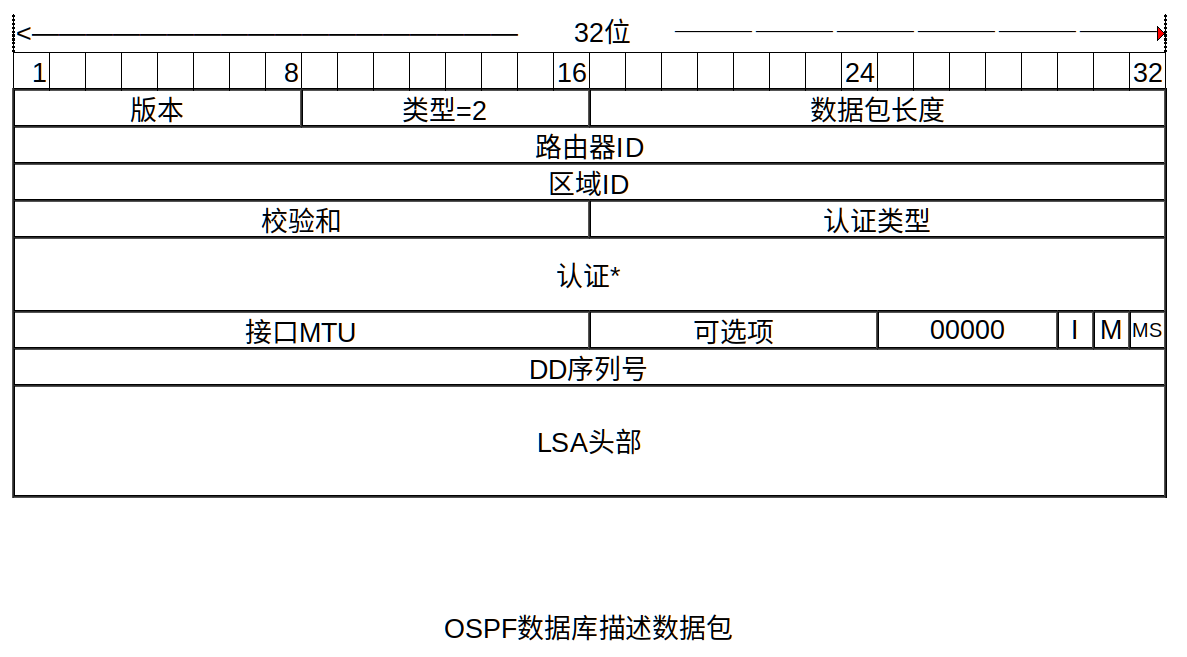 32位
1 8 16 24 32
版本 类型=2 数据包长度
路由器ID
区域ID
校验和 认证类型
认证*
接口MTU 可选项 00000 I M MS
DD序列号
LSA头部
OSPF数据库描述数据包